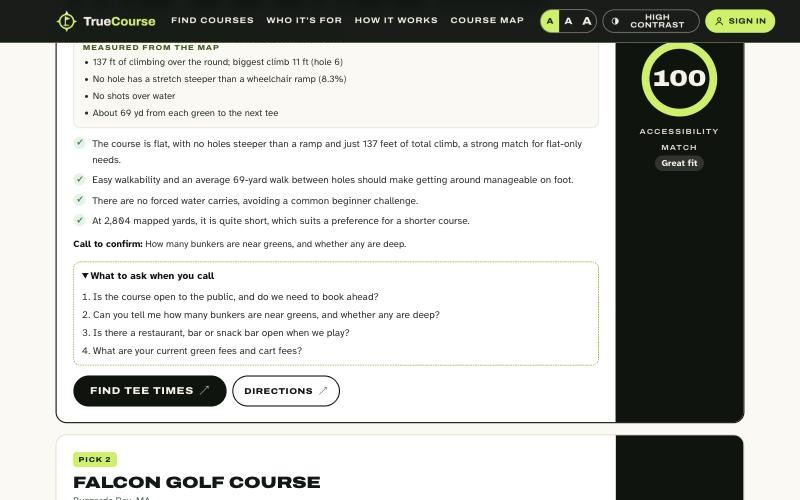 TrueCourse
FIND COURSES
WHO IT'S FOR
HOW IT WORKS
COURSE MAP
A A A
HIGH
CONTRAST
SIGN IN
MEASURED FROM THE MAP
• 137 ft of climbing over the round; biggest climb 11 ft (hole 6)
• No hole has a stretch steeper than a wheelchair ramp (8.3%)
• No shots over water
• About 69 yd from each green to the next tee
✓ The course is flat, with no holes steeper than a ramp and just 137 feet of total climb, a strong match for flat-only
needs.
✓ Easy walkability and an average 69-yard walk between holes should make getting around manageable on foot.
✓ There are no forced water carries, avoiding a common beginner challenge.
✓ At 2,804 mapped yards, it is quite short, which suits a preference for a shorter course.
Call to confirm: How many bunkers are near greens, and whether any are deep.
▼ What to ask when you call
1. Is the course open to the public, and do we need to book ahead?
2. Can you tell me how many bunkers are near greens, and whether any are deep?
3. Is there a restaurant, bar or snack bar open when we play?
4. What are your current green fees and cart fees?
FIND TEE TIMES ↗
DIRECTIONS ↗
100
ACCESSIBILITY
MATCH
Great fit
PICK 2
FALCON GOLF COURSE
Buzzards Bay, MA